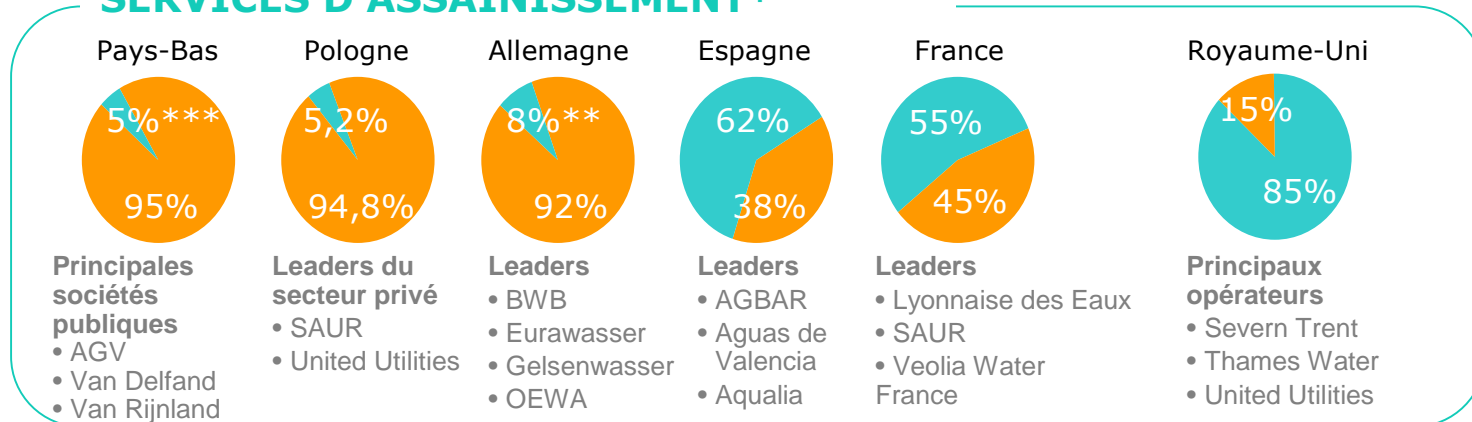 SERVICES D'ASSAINISSEMENT*
Pays-Bas
5%***
95%
Principales
sociétés
publiques
• AGV
• Van Delfand
• Van Rijnland
Pologne
5,2%
94,8%
Leaders du
secteur privé
• SAUR
• United Utilities
Allemagne
8%**
92%
Leaders
• BWB
• Eurawasser
• Gelsenwasser
• OEWA
Espagne
62%
38%
Leaders
• AGBAR
• Aguas de
Valencia
• Aqualia
France
55%
45%
Leaders
• Lyonnaise des Eaux
• SAUR
• Veolia Water
France
Royaume-Uni
15%
85%
Principaux
opérateurs
• Severn Trent
• Thames Water
• United Utilities